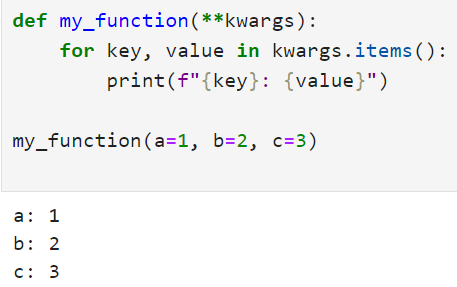 def my_function(**kwargs):
    for key, value in kwargs.items():
        print(f"{key}: {value}")

my_function(a=1, b=2, c=3)

a: 1
b: 2
c: 3